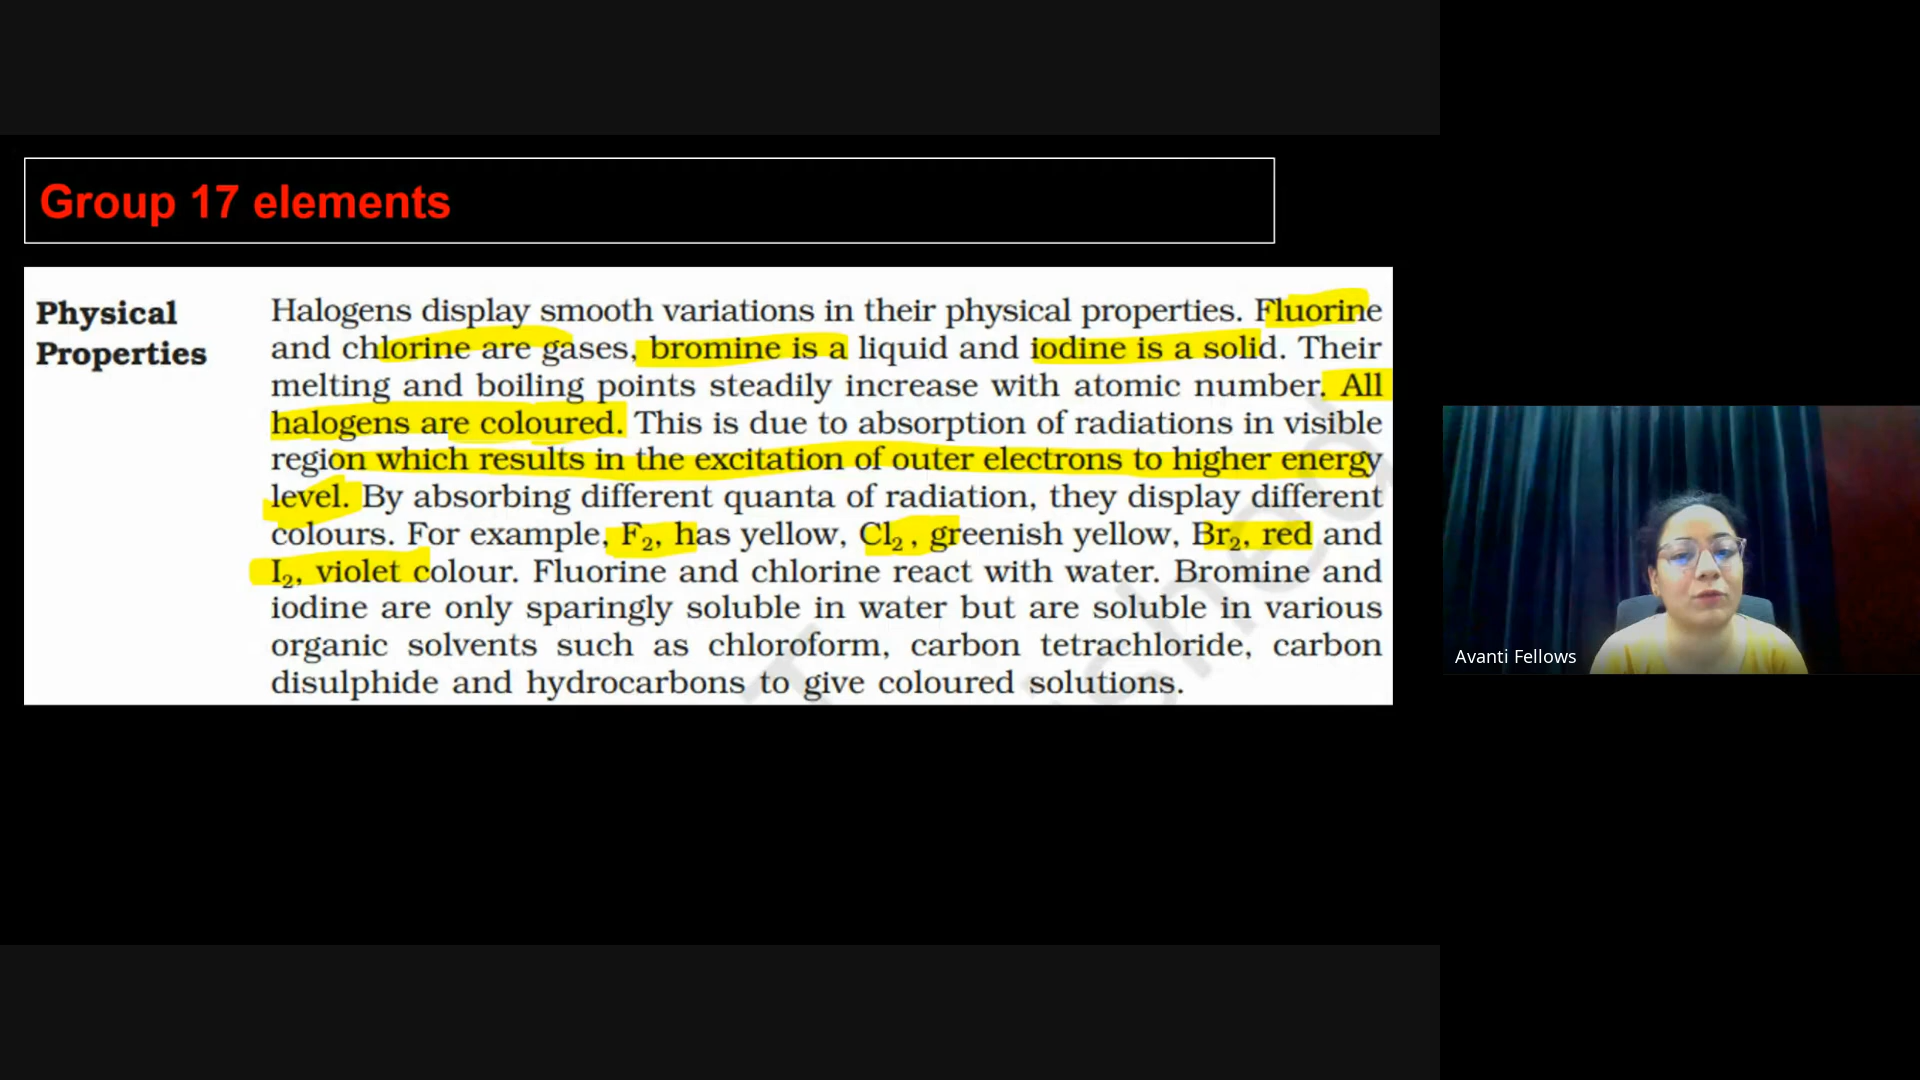 Group 17 elements
Physical
Properties
Halogens display smooth variations in their physical properties. Fluorine
and chlorine are gases, bromine is a liquid and iodine is a solid. Their
melting and boiling points steadily increase with atomic number. All
halogens are coloured. This is due to absorption of radiations in visible
region which results in the excitation of outer electrons to higher energy
level. By absorbing different quanta of radiation, they display different
colours. For example, F₂, has yellow, Cl₂ , greenish yellow, Br₂, red and
I₂, violet colour. Fluorine and chlorine react with water. Bromine and
iodine are only sparingly soluble in water but are soluble in various
organic solvents such as chloroform, carbon tetrachloride, carbon
disulphide and hydrocarbons to give coloured solutions.
Avanti Fellows